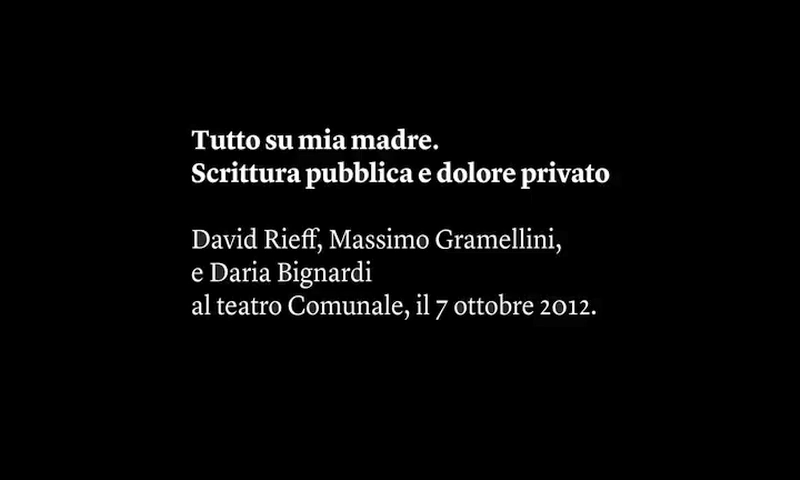 Tutto su mia madre.
Scrittura pubblica e dolore privato
David Rieff, Massimo Gramellini,
e Daria Bignardi
al teatro Comunale, il 7 ottobre 2012.